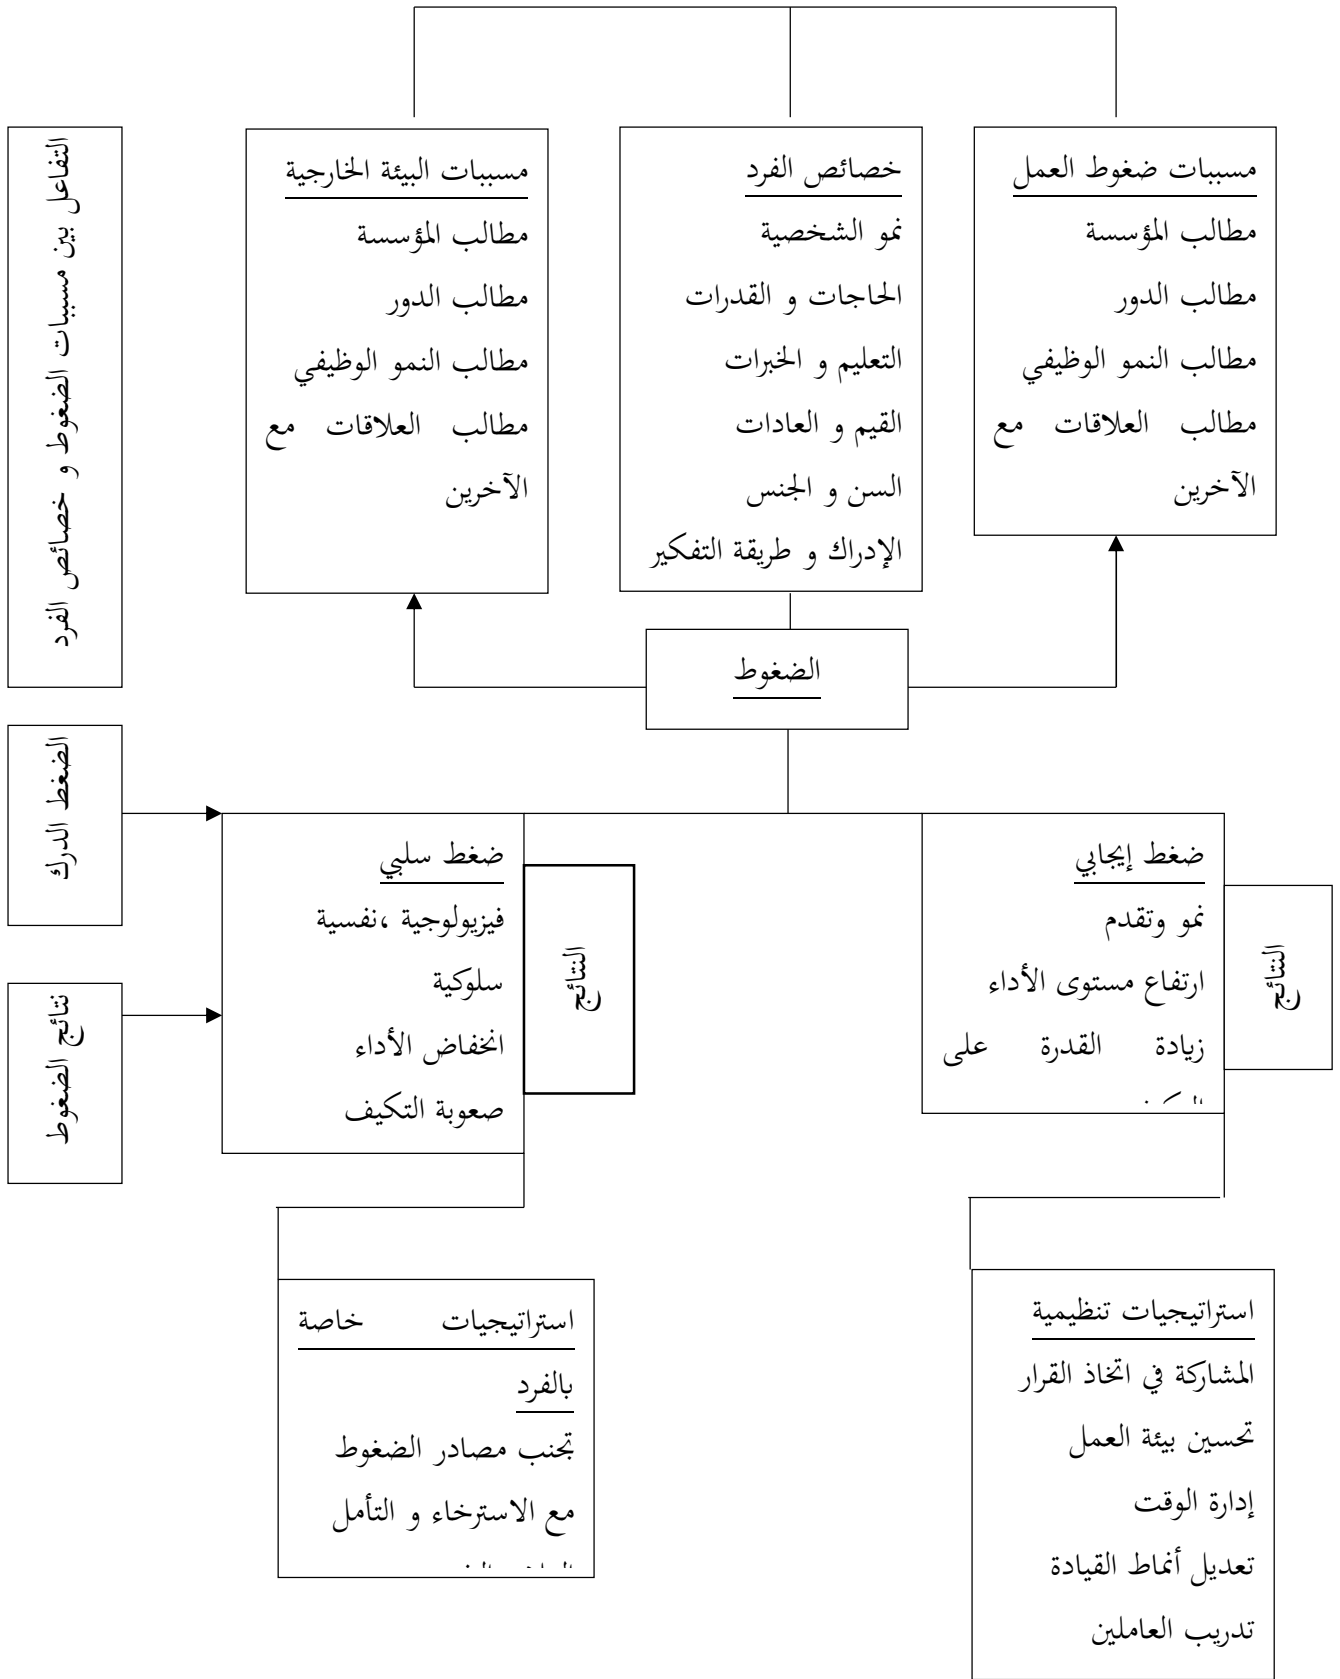 مسببات ضغوط العمل
مطالب المؤسسة
مطالب الدور
مطالب النمو الوظيفي
مطالب العلاقات مع
الآخرين
خصائص الفرد
نمو الشخصية
الحاجات و القدرات
التعليم و الخبرات
القيم و العادات
السن و الجنس
الإدراك و طريقة التفكير
مسببات البيئة الخارجية
مطالب المؤسسة
مطالب الدور
مطالب النمو الوظيفي
مطالب العلاقات مع
الآخرين
التفاعل بين مسببات الضغوط و خصائص الفرد
الضغوط
الضغط الدرك
ضغط إيجابي
نمو وتقدم
ارتفاع مستوى الأداء
زيادة القدرة على
النتائج
ضغط سلبي
فيزيولوجية ،نفسية
سلوكية
انخفاض الأداء
صعوبة التكيف
النتائج
نتائج الضغوط
استراتيجيات تنظيمية
المشاركة في اتخاذ القرار
تحسين بيئة العمل
إدارة الوقت
تعديل أنماط القيادة
تدريب العاملين
استراتيجيات خاصة
بالفرد
تجنب مصادر الضغوط
مع الاسترخاء و التأمل